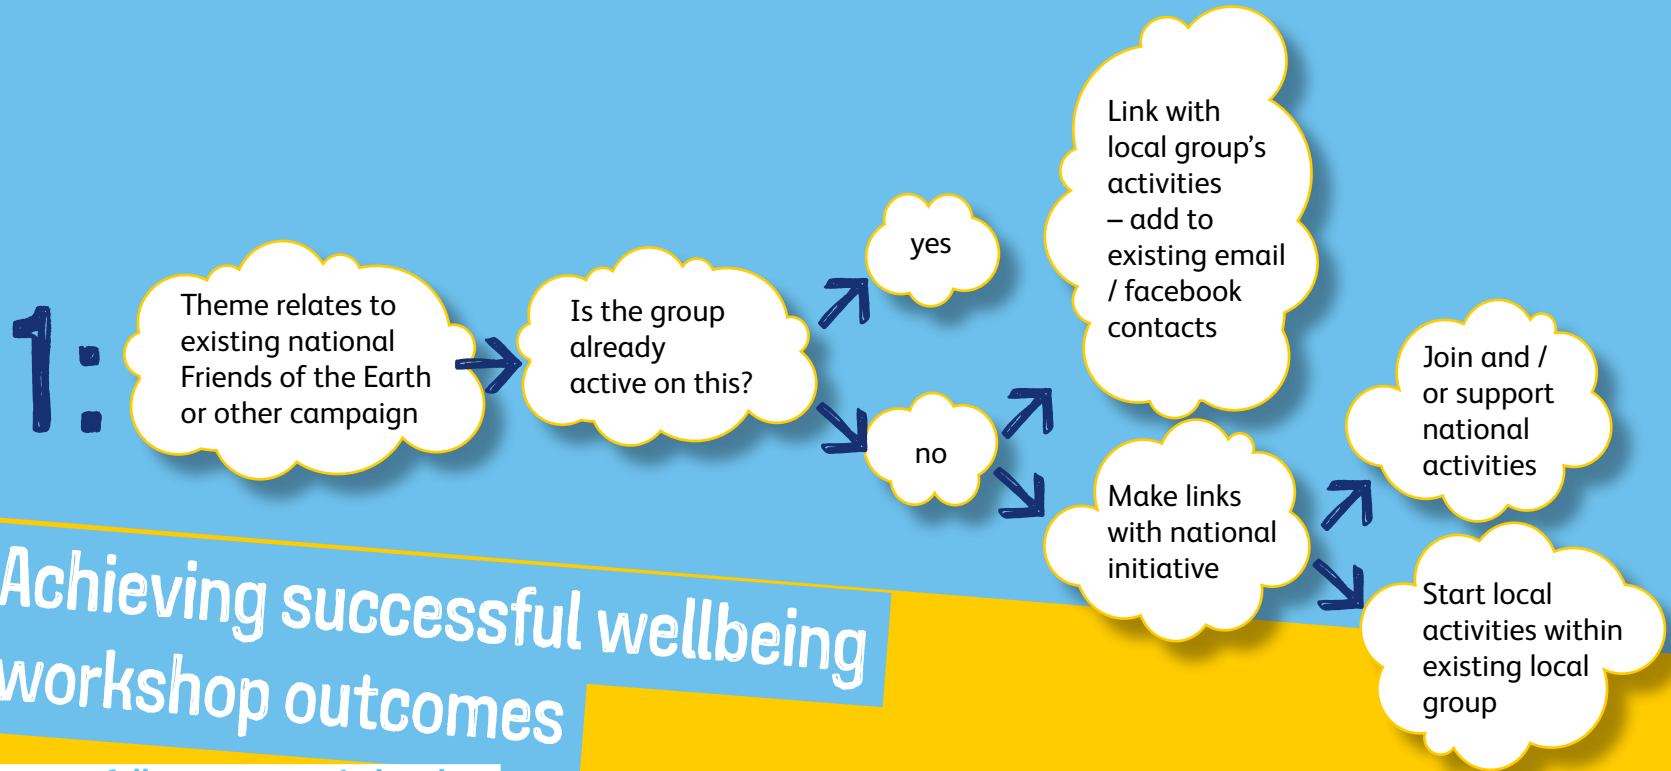 1:
Theme relates to
existing national
Friends of the Earth
or other campaign
Is the group
already
active on this?
yes
no
Link with
local group's
activities
– add to
existing email
/ facebook
contacts
Make links
with national
initiative
Join and /
or support
national
activities
Start local
activities within
existing local
group
Achieving successful wellbeing
workshop outcomes